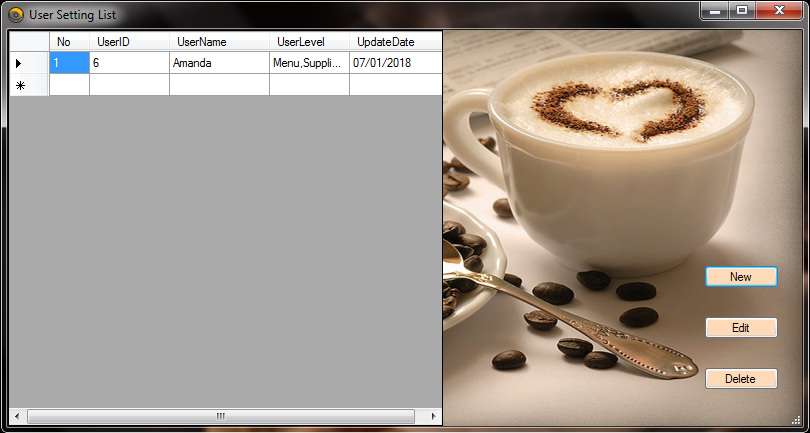 User Setting List
No UserID UserName UserLevel UpdateDate
1 6 Amanda Menu,Suppli... 07/01/2018
New
Edit
Delete